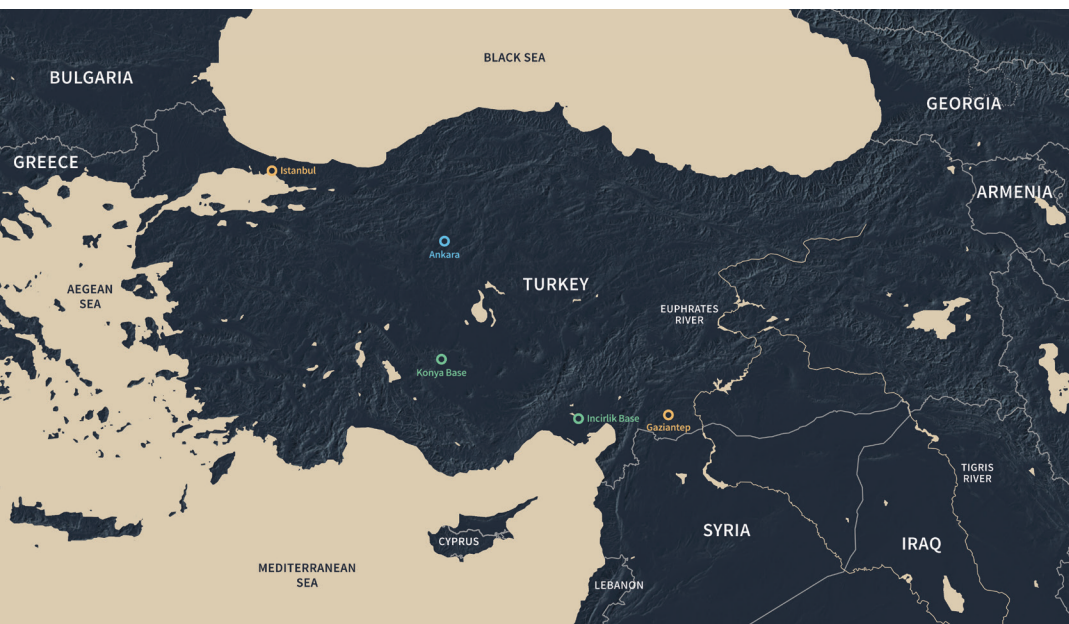 BLACK SEA
BULGARIA
GEORGIA
GREECE
Istanbul
ARMENIA
Ankara
TURKEY
AEGEAN
SEA
EUPHRATES
RIVER
Konya Base
Incirlik Base
Gaziantep
TIGRIS
RIVER
SYRIA
CYPRUS
IRAQ
MEDITERRANEAN
SEA
LEBANON